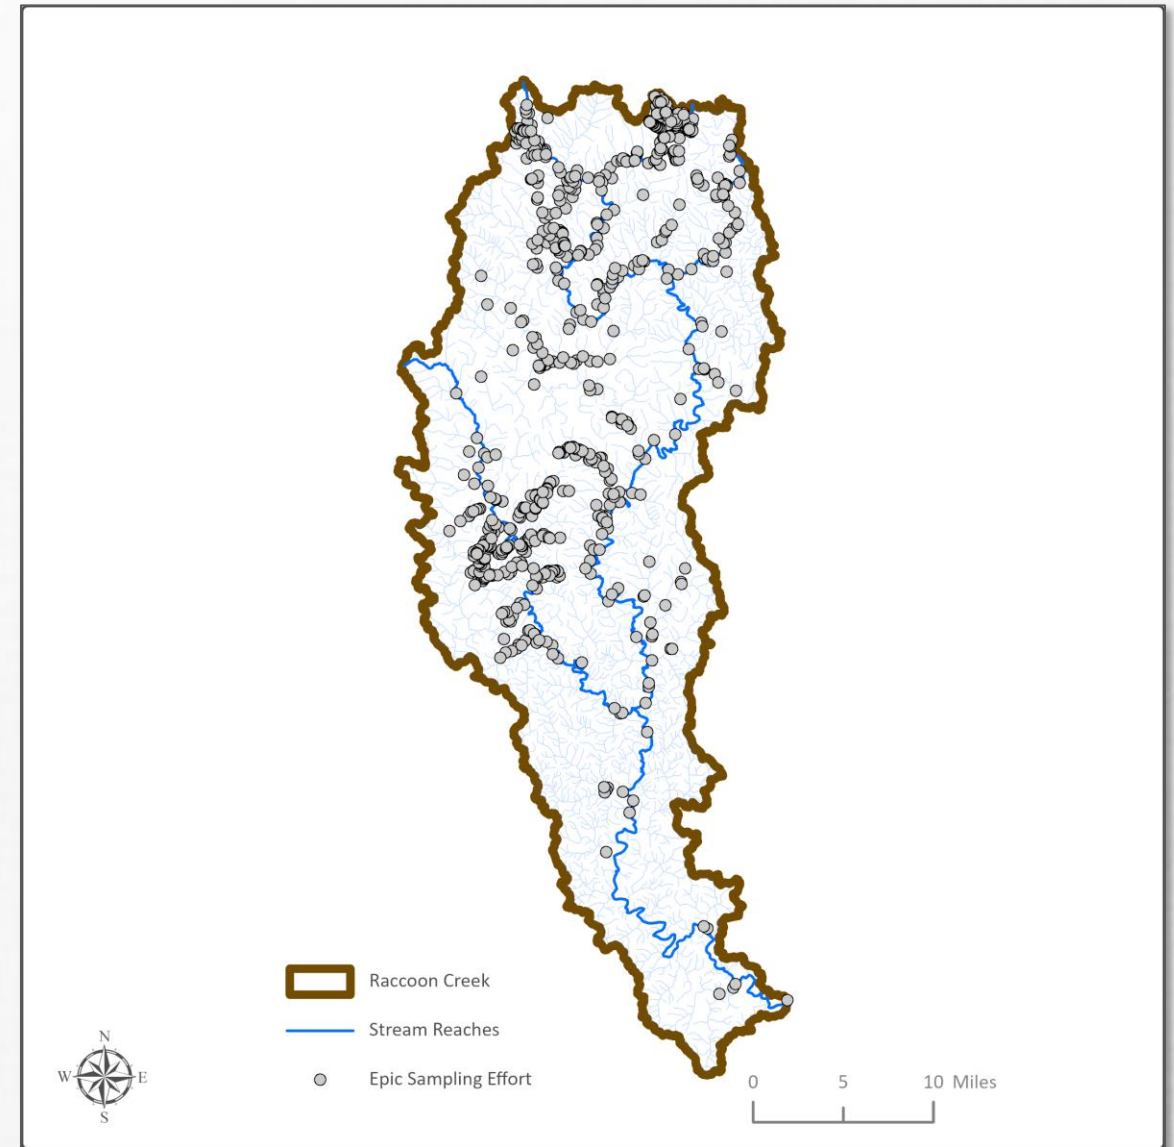 Raccoon Creek
Stream Reaches
Epic Sampling Effort
N
W E
S
0 5 10 Miles